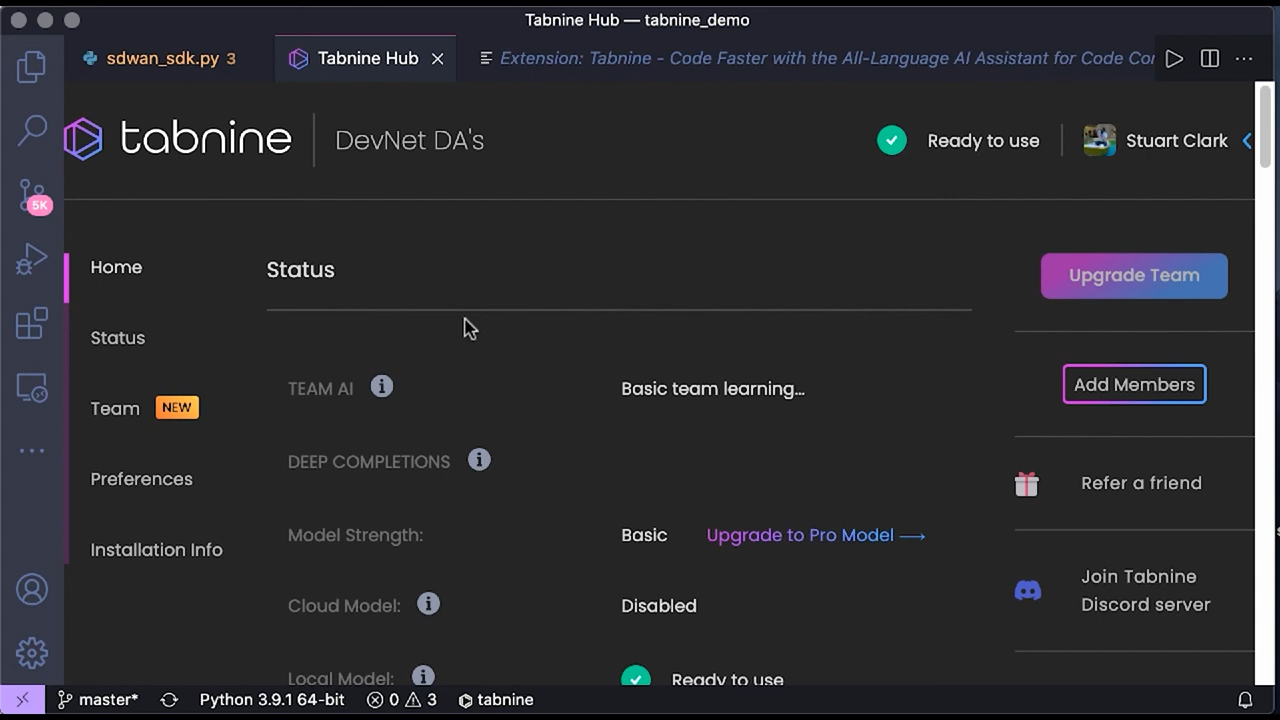 Tabnine Hub — tabnine_demo
sdwan_sdk.py 3
Tabnine Hub
Extension: Tabnine - Code Faster with the All-Language AI Assistant for Code Cor
tabnine
DevNet DA's
Ready to use
Stuart Clark
5K
Home
Status
Team NEW
Preferences
Installation Info
Status
TEAM AI
Basic team learning...
DEEP COMPLETIONS
Model Strength:
Basic
Upgrade to Pro Model
Cloud Model:
Disabled
Local Model:
Ready to use
Upgrade Team
Add Members
Refer a friend
Join Tabnine
Discord server
master*
Python 3.9.1 64-bit
0
3
tabnine